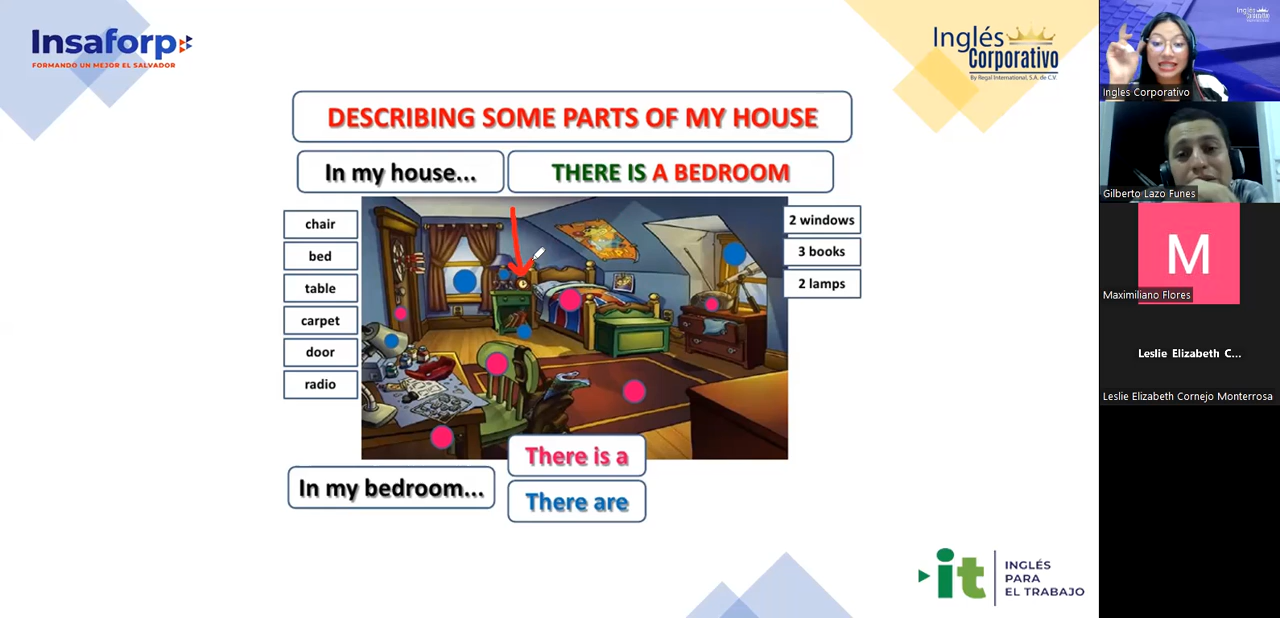 Insaforp
FORMANDO UN MEJOR EL SALVADOR
Inglés
Corporativo
By Regal International, S.A. de C.V.
DESCRIBING SOME PARTS OF MY HOUSE
In my house...
THERE IS A BEDROOM
chair
bed
table
carpet
door
radio
2 windows
3 books
2 lamps
There is a
In my bedroom...
There are
it
INGLÉS
PARA
EL TRABAJO
Ingles Corporativo
Gilberto Lazo Funes
M
Maximiliano Flores
Leslie Elizabeth C...
Leslie Elizabeth Cornejo Monterrosa